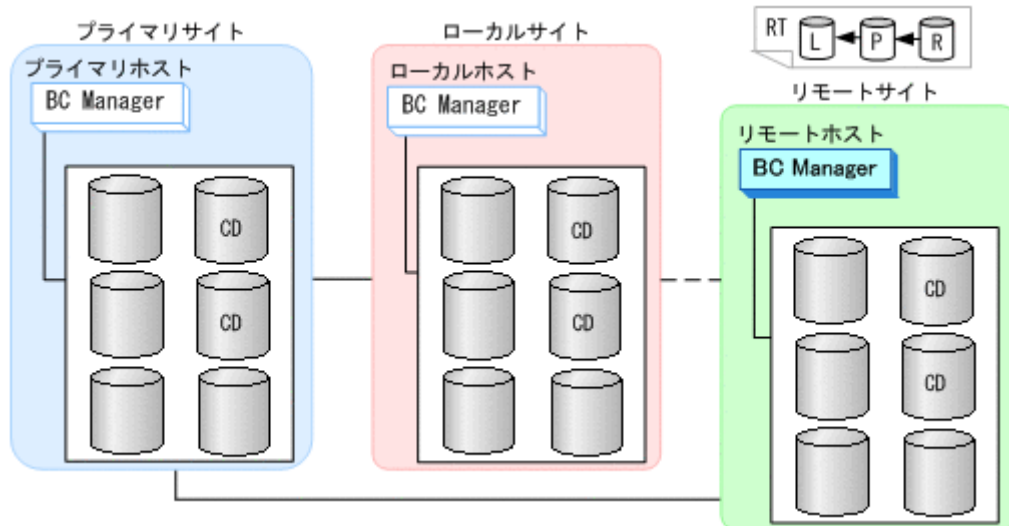 プライマリサイト
プライマリホスト
BC Manager
CD
CD
ローカルサイト
ローカルホスト
BC Manager
CD
CD
RT L P R
リモートサイト
リモートホスト
BC Manager
CD
CD